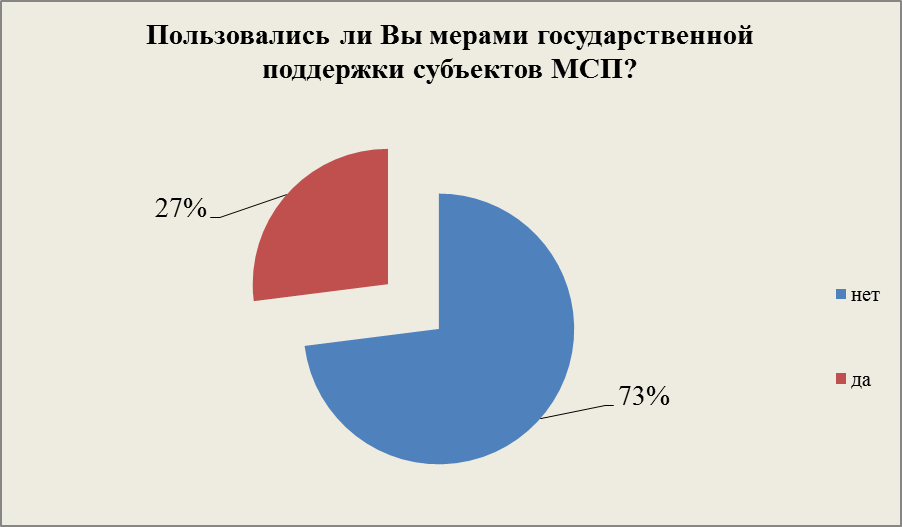 Пользовались ли Вы мерами государственной
поддержки субъектов МСП?
27%
нет
да
73%